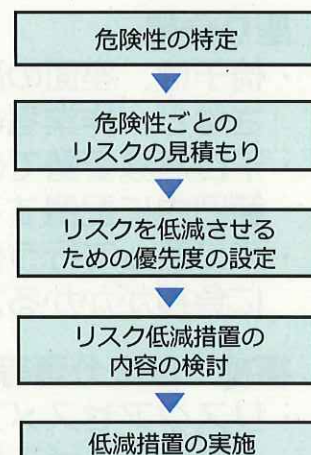 危険性の特定
危険性ごとの
リスクの見積もり
リスクを低減させる
ための優先度の設定
リスク低減措置の
内容の検討
低減措置の実施